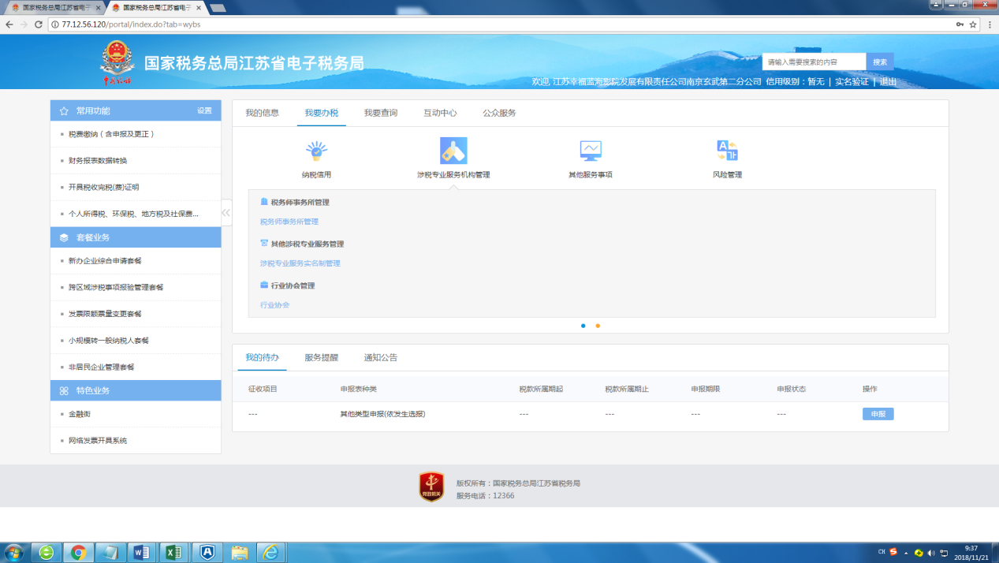 国家税务总局江苏省电子
国家税务总局江苏省电子
77.12.56.120/portal/index.do?tab=wybs
国家税务总局江苏省电子税务局
请输入需要搜索的内容
搜索
欢迎, 江苏幸福蓝海影院发展有限责任公司南京玄武第二分公司 信用级别：暂无 | 实名验证 | 退出
常用功能
设置
税费缴纳（含申报及更正）
财务报表数据转换
开具税收完税(费)证明
个人所得税、环保税、地方税及社保费...
套餐业务
新办企业综合申请套餐
跨区域涉税事项报验管理套餐
发票限额票量变更套餐
小规模转一般纳税人套餐
非居民企业管理套餐
特色业务
金融街
网络发票开具系统
我的信息
我要办税
我要查询
互动中心
公众服务
纳税信用
涉税专业服务机构管理
其他服务事项
风险管理
税务师事务所管理
税务师事务所管理
其他涉税专业服务管理
涉税专业服务实名制管理
行业协会管理
行业协会
我的待办
服务提醒
通知公告
征收项目
申报表种类
税款所属期起
税款所属期止
申报期限
申报状态
操作
---
其他类型申报(依发生选报)
---
---
---
---
申报
党政机关
版权所有：国家税务总局江苏省税务局
服务电话：12366
CH
9:37
2018/11/21